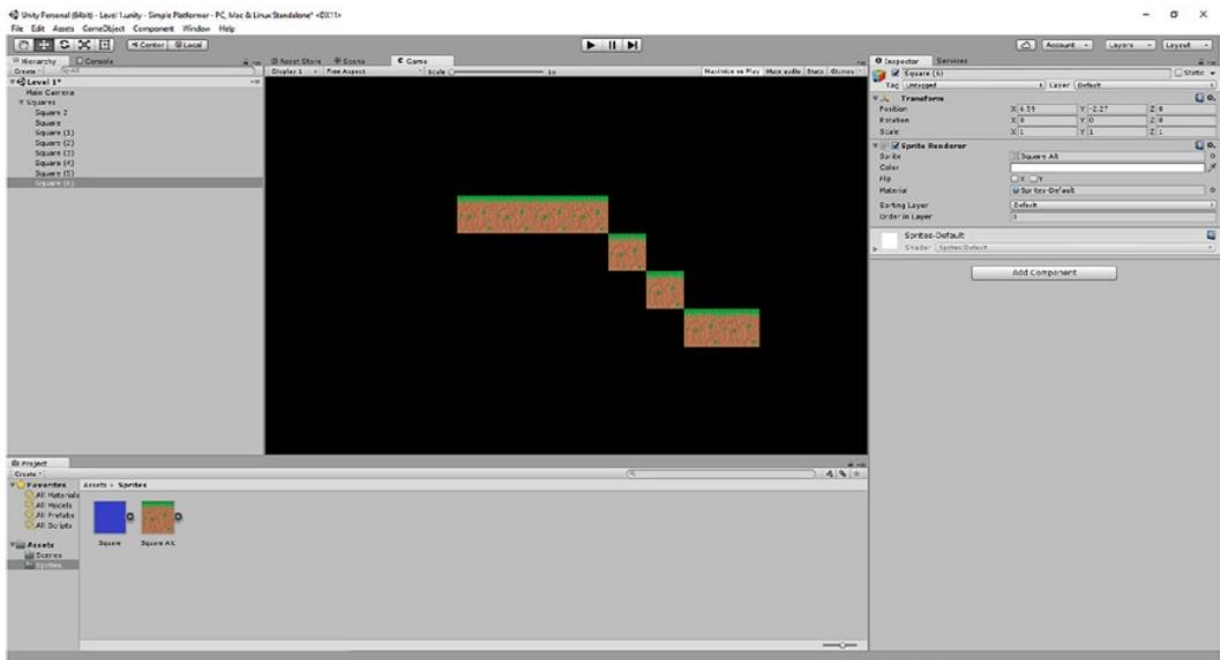 Unity Personal (64bit) - Level 1.unity - Simple Platformer - PC, Mac & Linux Standalone* <DX11>
File Edit Assets GameObject Component Window Help
Center Local
Account Layers Layout
Hierarchy Console
Create All
Level 1*
Main Camera
Squares
Square 2
Square
Square (1)
Square (2)
Square (3)
Square (4)
Square (5)
Square (6)
Asset Store Scene Game
Display 1 Free Aspect Scale 1x Maximize on Play Mute audio Stats Gizmos
Inspector Services
Square (6) Static
Tag Untagged Layer Default
Transform
Position X 6.59 Y -2.27 Z 0
Rotation X 0 Y 0 Z 0
Scale X 1 Y 1 Z 1
Sprite Renderer
Sprite Square Alt
Color
Flip X Y
Material Sprites-Default
Sorting Layer Default
Order in Layer 0
Sprites-Default
Shader Sprites/Default
Add Component
Project
Create
Favorites
All Materials
All Models
All Prefabs
All Scripts
Assets
Scenes
Sprites
Assets > Sprites
Square Square Alt